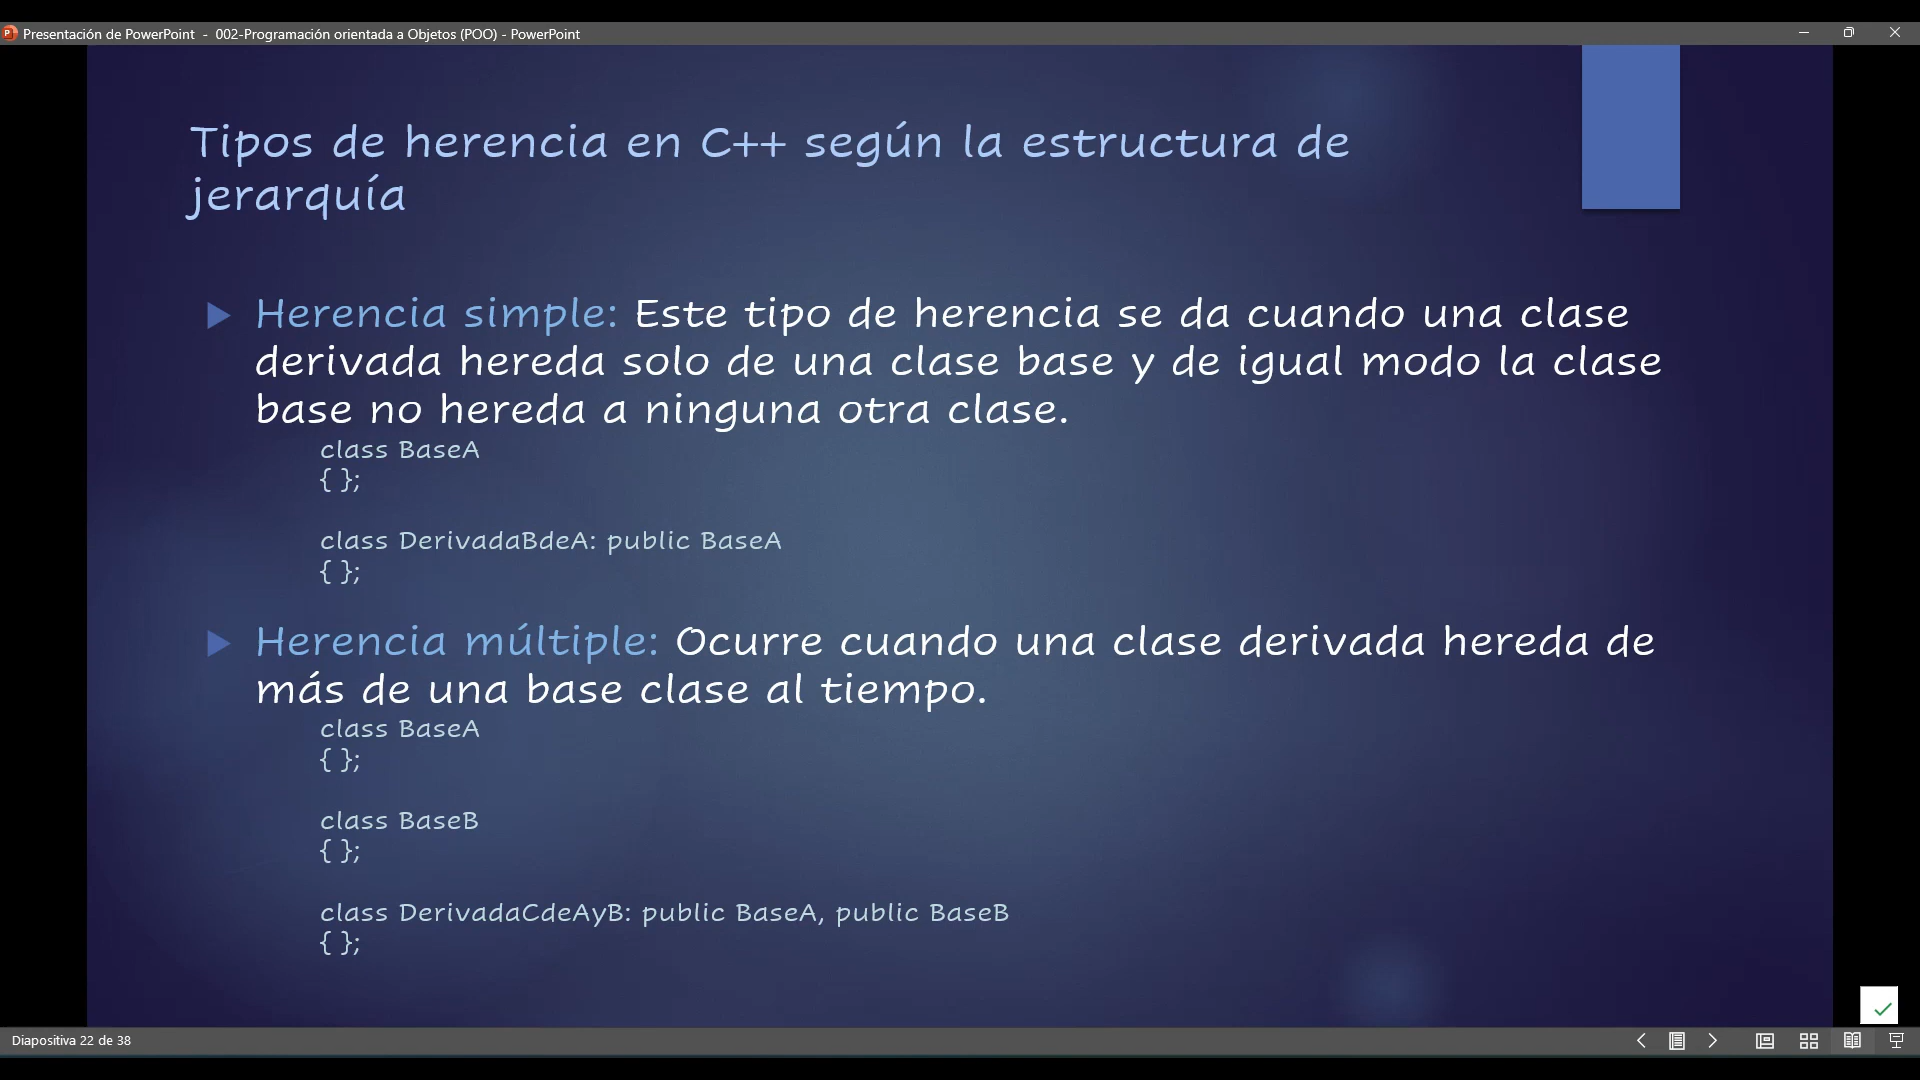 Presentación de PowerPoint - 002-Programación orientada a Objetos (POO) - PowerPoint
Tipos de herencia en C++ según la estructura de
jerarquía
Herencia simple: Este tipo de herencia se da cuando una clase
derivada hereda solo de una clase base y de igual modo la clase
base no hereda a ninguna otra clase.
class BaseA
{ };
class DerivadaBdeA: public BaseA
{ };
Herencia múltiple: Ocurre cuando una clase derivada hereda de
más de una base clase al tiempo.
class BaseA
{ };
class BaseB
{ };
class DerivadaCdeAyB: public BaseA, public BaseB
{ };
Diapositiva 22 de 38